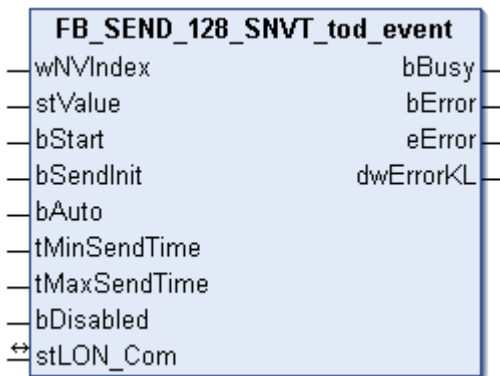 FB_SEND_128_SNVT_tod_event
wNVIndex bBusy
stValue bError
bStart eError
bSendInit dwErrorKL
bAuto
tMinSendTime
tMaxSendTime
bDisabled
stLON_Com